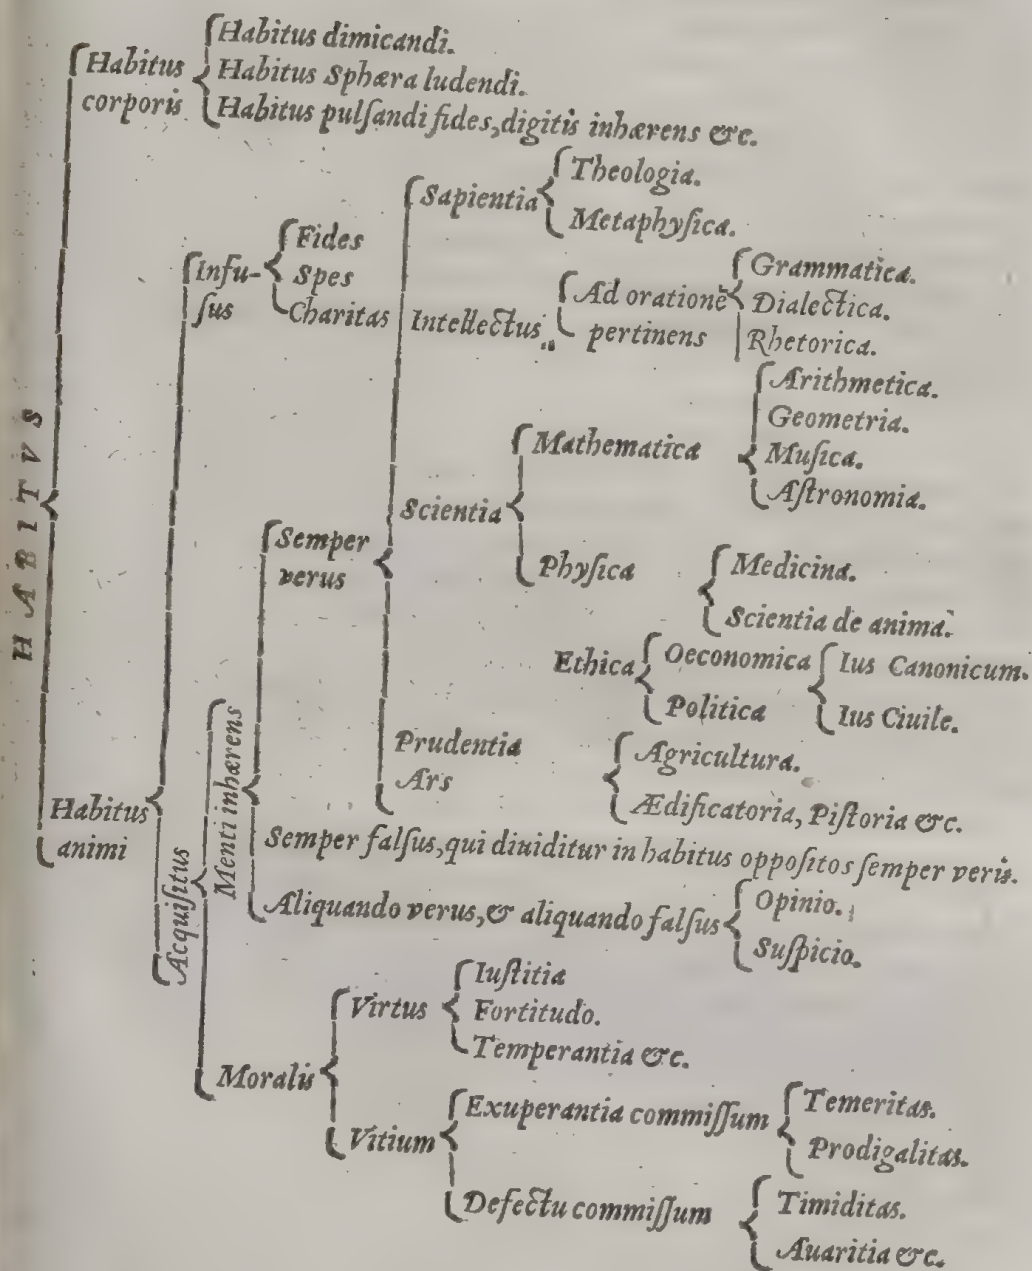 HABITVS
Habitus
corporis
Habitus dimicandi.
Habitus Sphæra ludendi.
Habitus pulſandi fides, digitis inhærens &c.
Habitus
animi
Infu-
ſus
Fides
Spes
Charitas
Acquiſitus
Menti inhærens
Semper
verus
Sapientia
Theologia.
Metaphyſica.
Intellectus.
Ad orationē
pertinens
Grammatica.
Dialectica.
Rhetorica.
Scientia
Mathematica
Arithmetica.
Geometria.
Muſica.
Aſtronomia.
Phyſica
Medicina.
Scientia de anima.
Ethica
Oeconomica
Politica
Ius Canonicum.
Ius Ciuile.
Prudentia
Ars
Agricultura.
Ædificatoria, Piſtoria &c.
Semper falſus, qui diuiditur in habitus oppoſitos ſemper veris.
Aliquando verus, & aliquando falſus
Opinio.
Suſpicio.
Moralis
Virtus
Iuſtitia
Fortitudo.
Temperantia &c.
Vitium
Exuperantia commiſſum
Temeritas.
Prodigalitas.
Defectu commiſſum
Timiditas.
Auaritia &c.